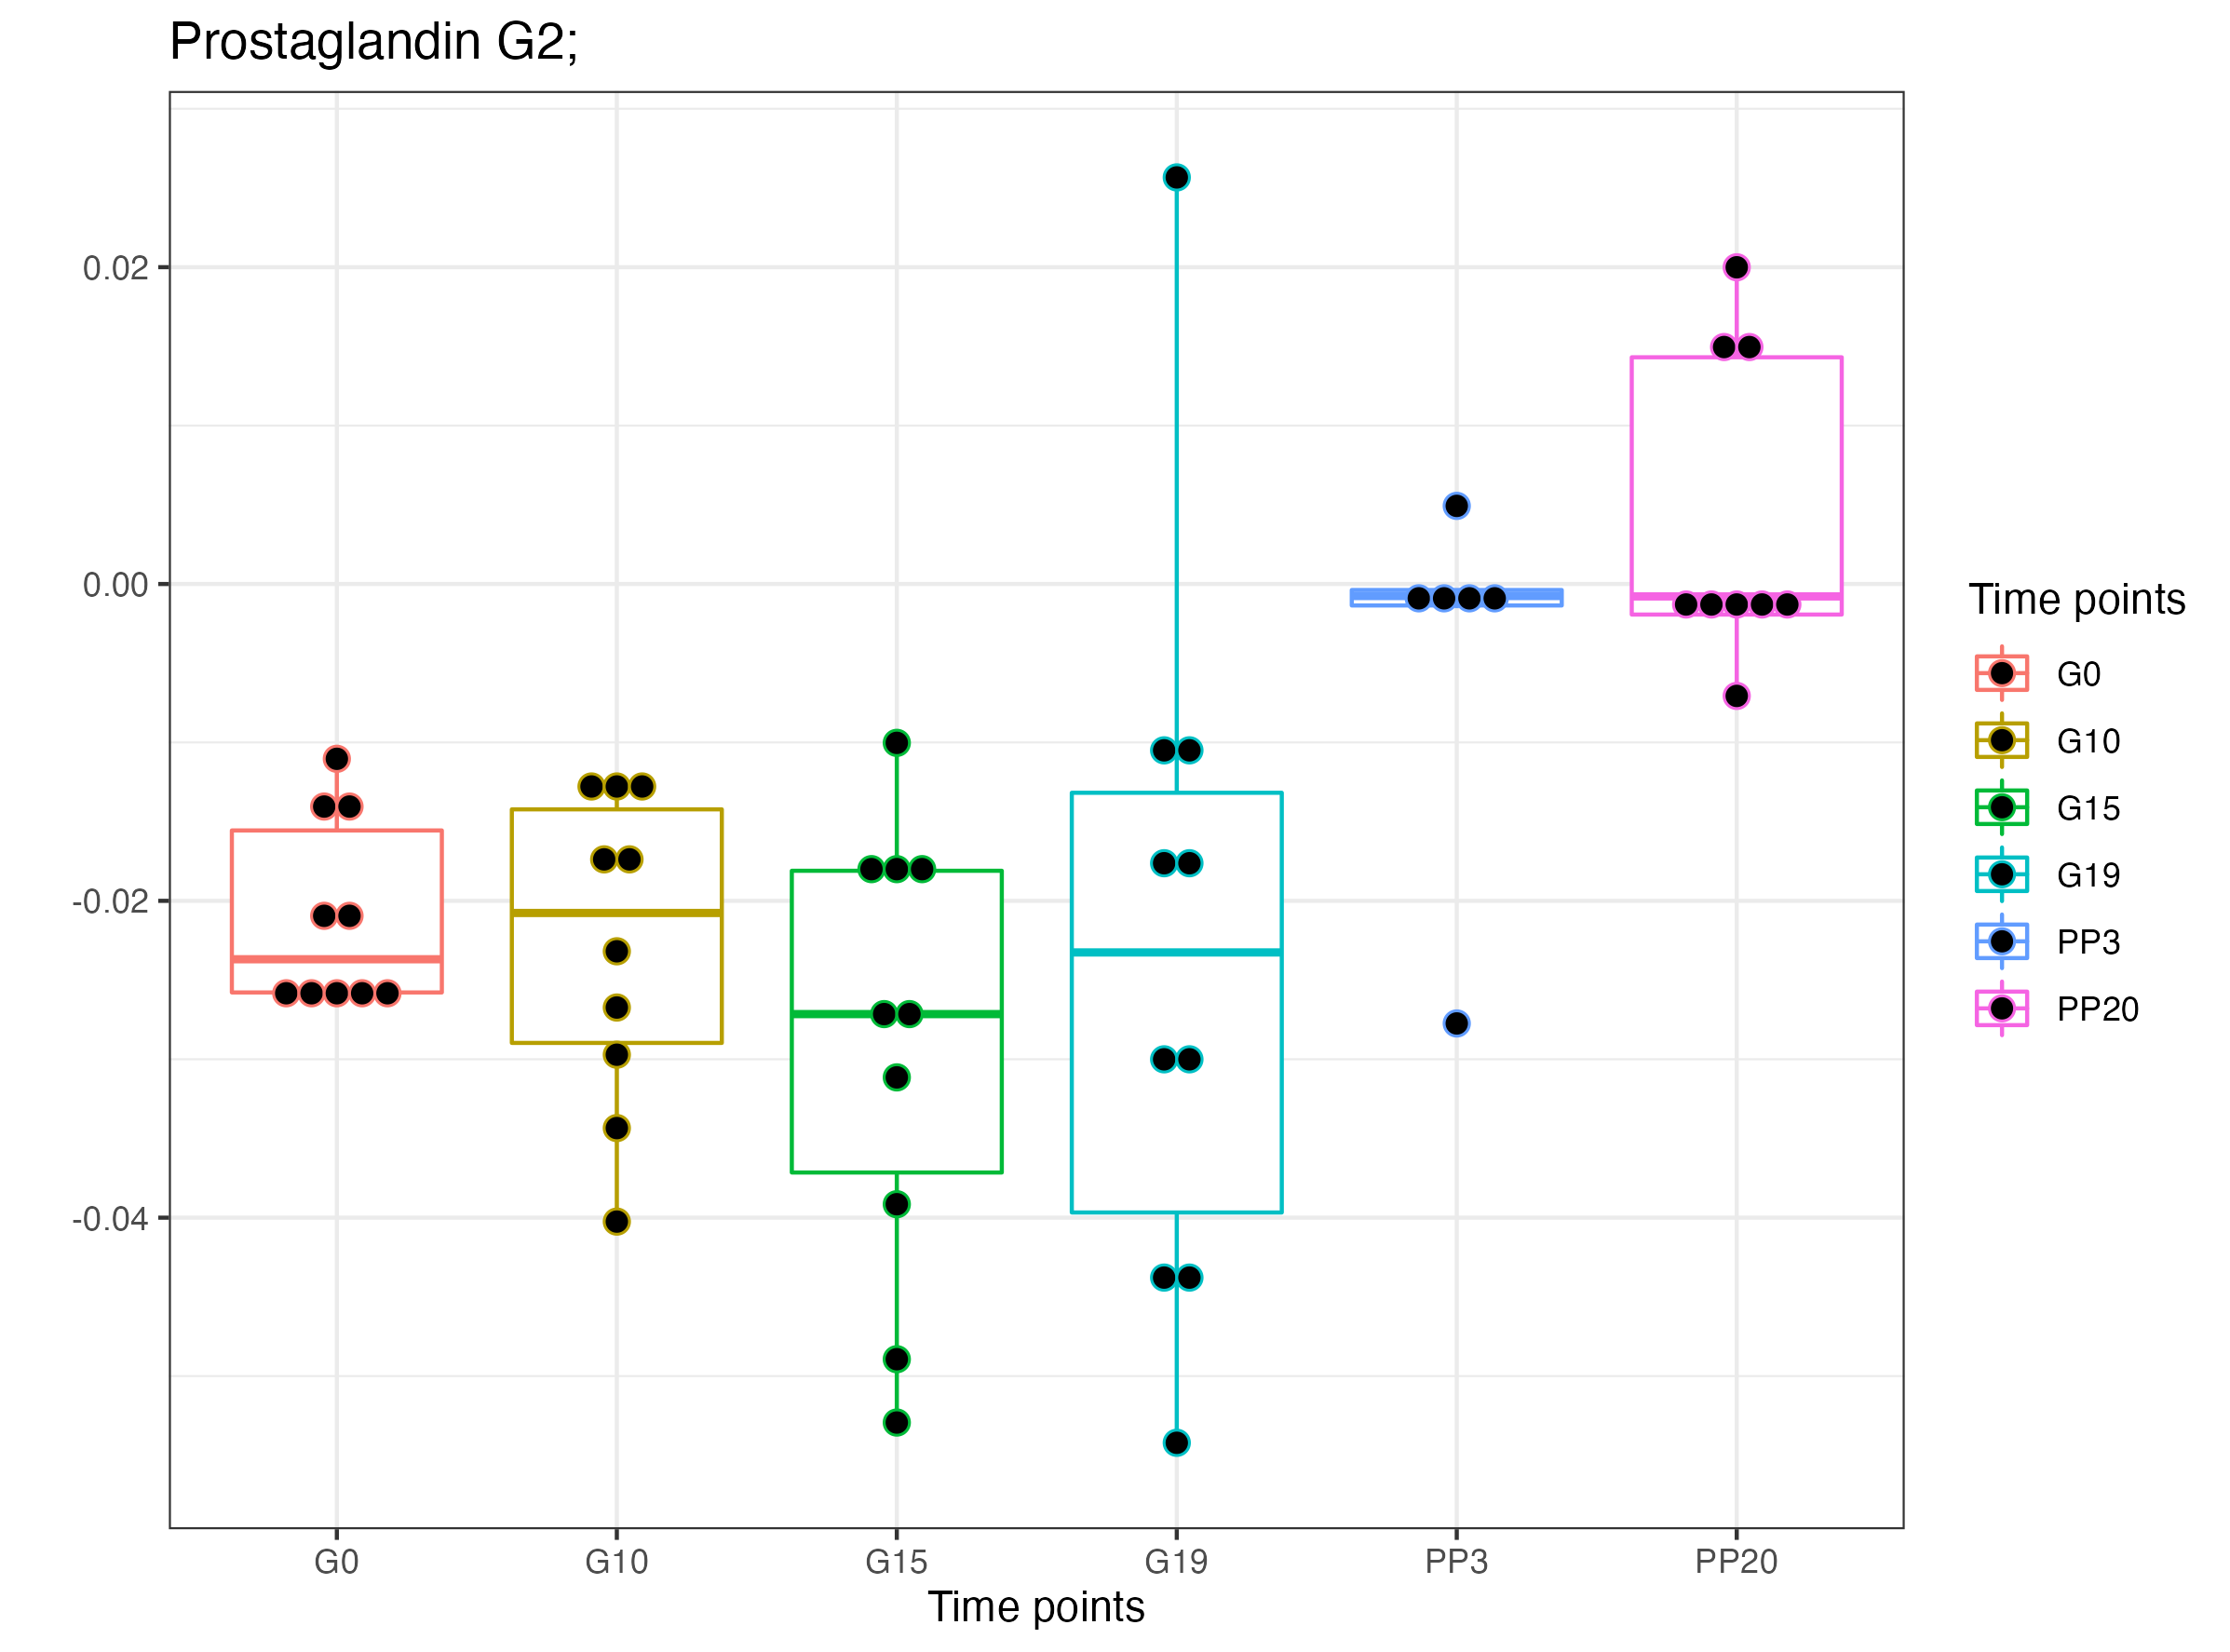 Prostaglandin G2;
0.02
0.00
-0.02
-0.04
G0 G10 G15 G19 PP3 PP20
Time points
Time points
G0
G10
G15
G19
PP3
PP20